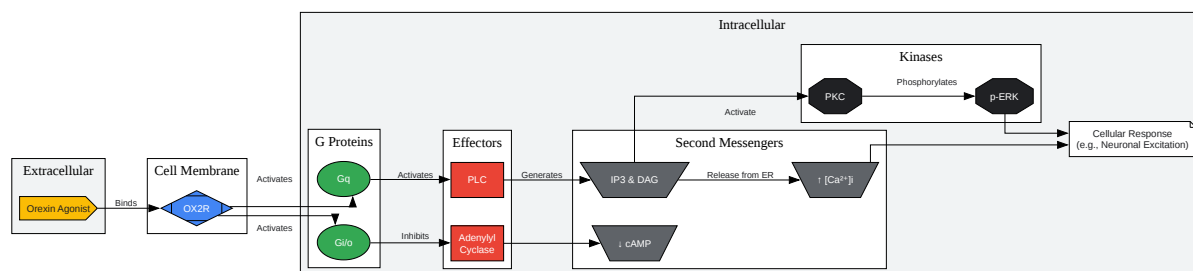 Intracellular
Kinases
PKC
Phosphorylates
p-ERK
Activate
Cellular Response
(e.g., Neuronal Excitation)
G Proteins
Effectors
Second Messengers
Extracellular
Cell Membrane
Activates
Gq
Activates
PLC
Generates
IP3 & DAG
Release from ER
↑ [Ca²⁺]i
Orexin Agonist
Binds
OX2R
Activates
Gi/o
Inhibits
Adenylyl
Cyclase
↓ cAMP